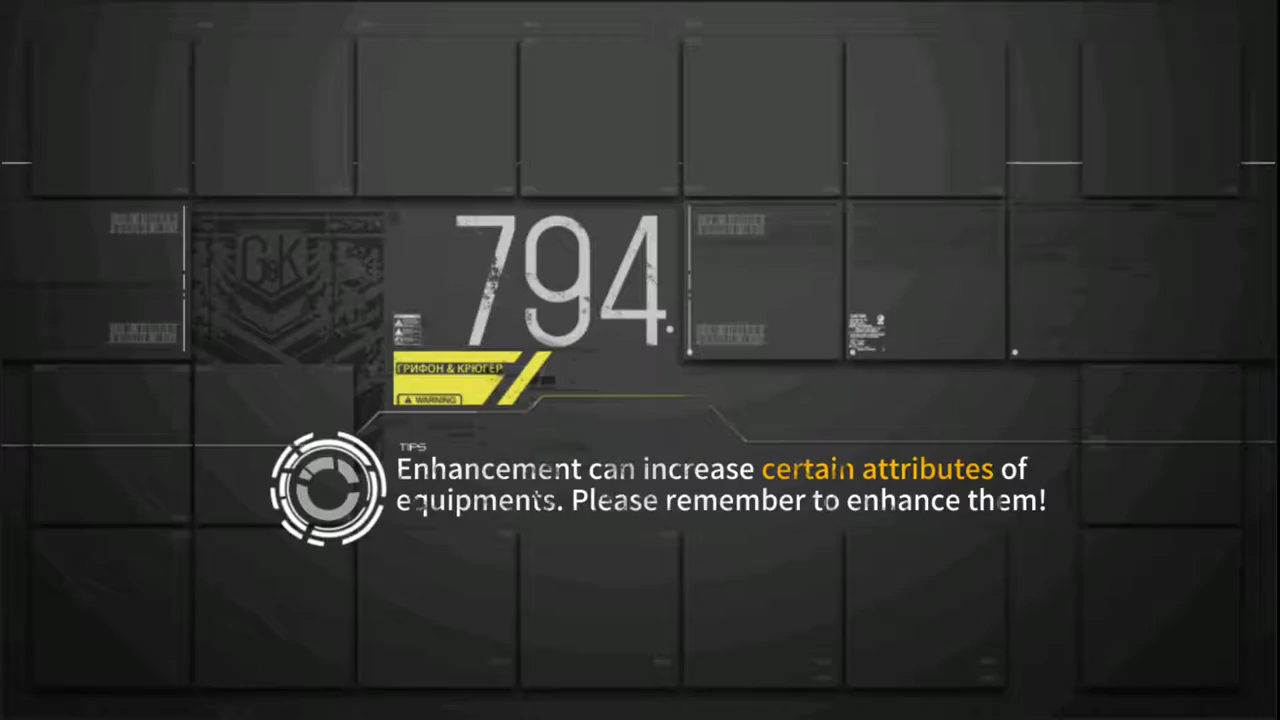 G&K
794.
ГРИФОН & КРЮГЕР
WARNING
TIPS
Enhancement can increase certain attributes of
equipments. Please remember to enhance them!